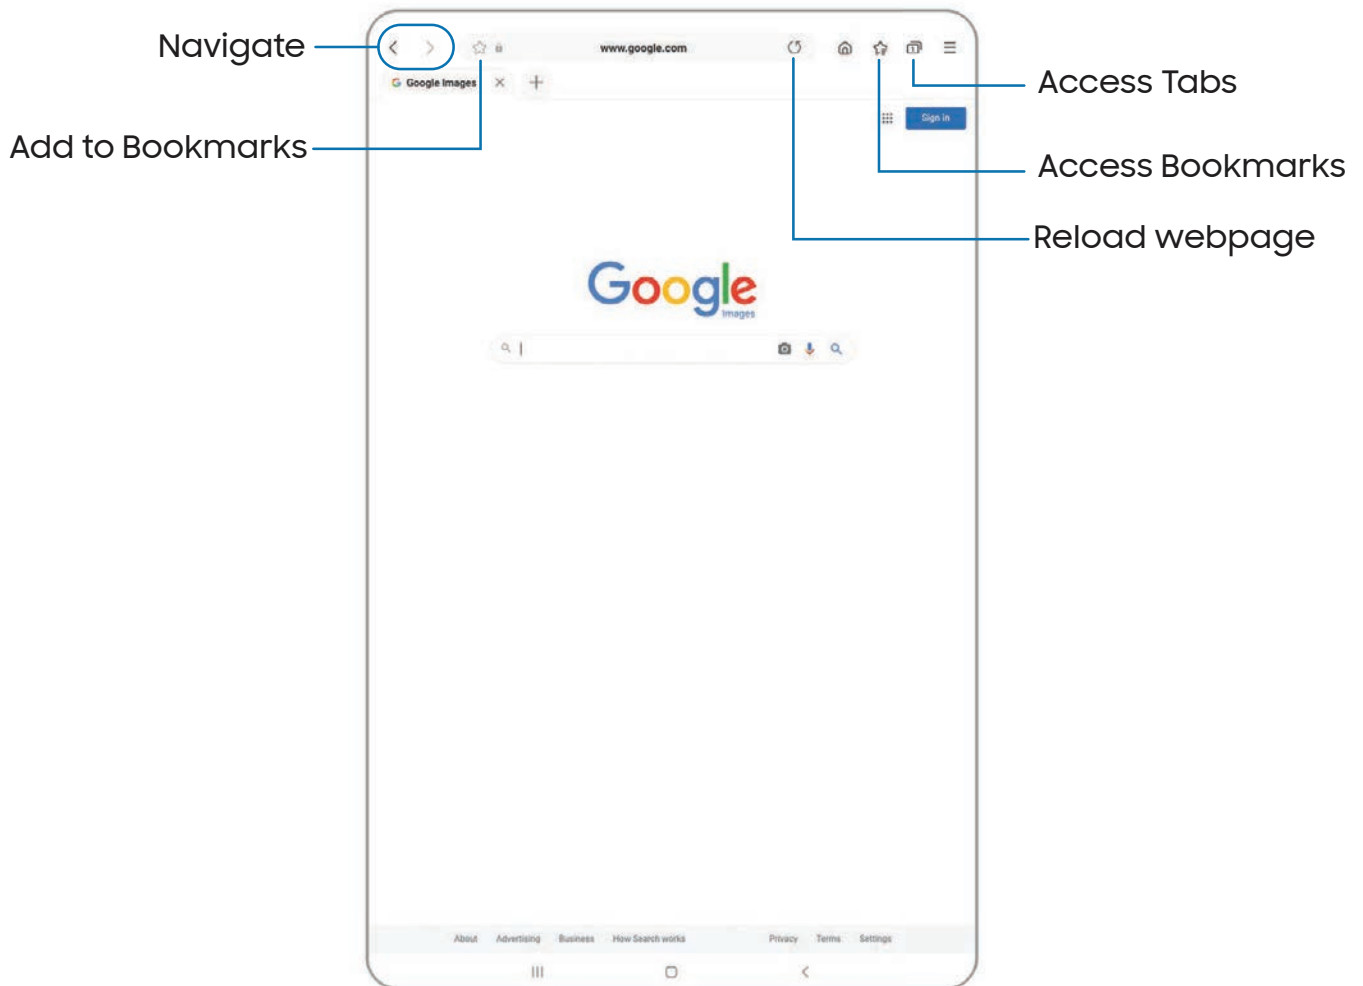 Navigate
www.google.com
1
Google Images
Access Tabs
Sign in
Add to Bookmarks
Access Bookmarks
Reload webpage
Google
Images
About Advertising Business How Search works Privacy Terms Settings